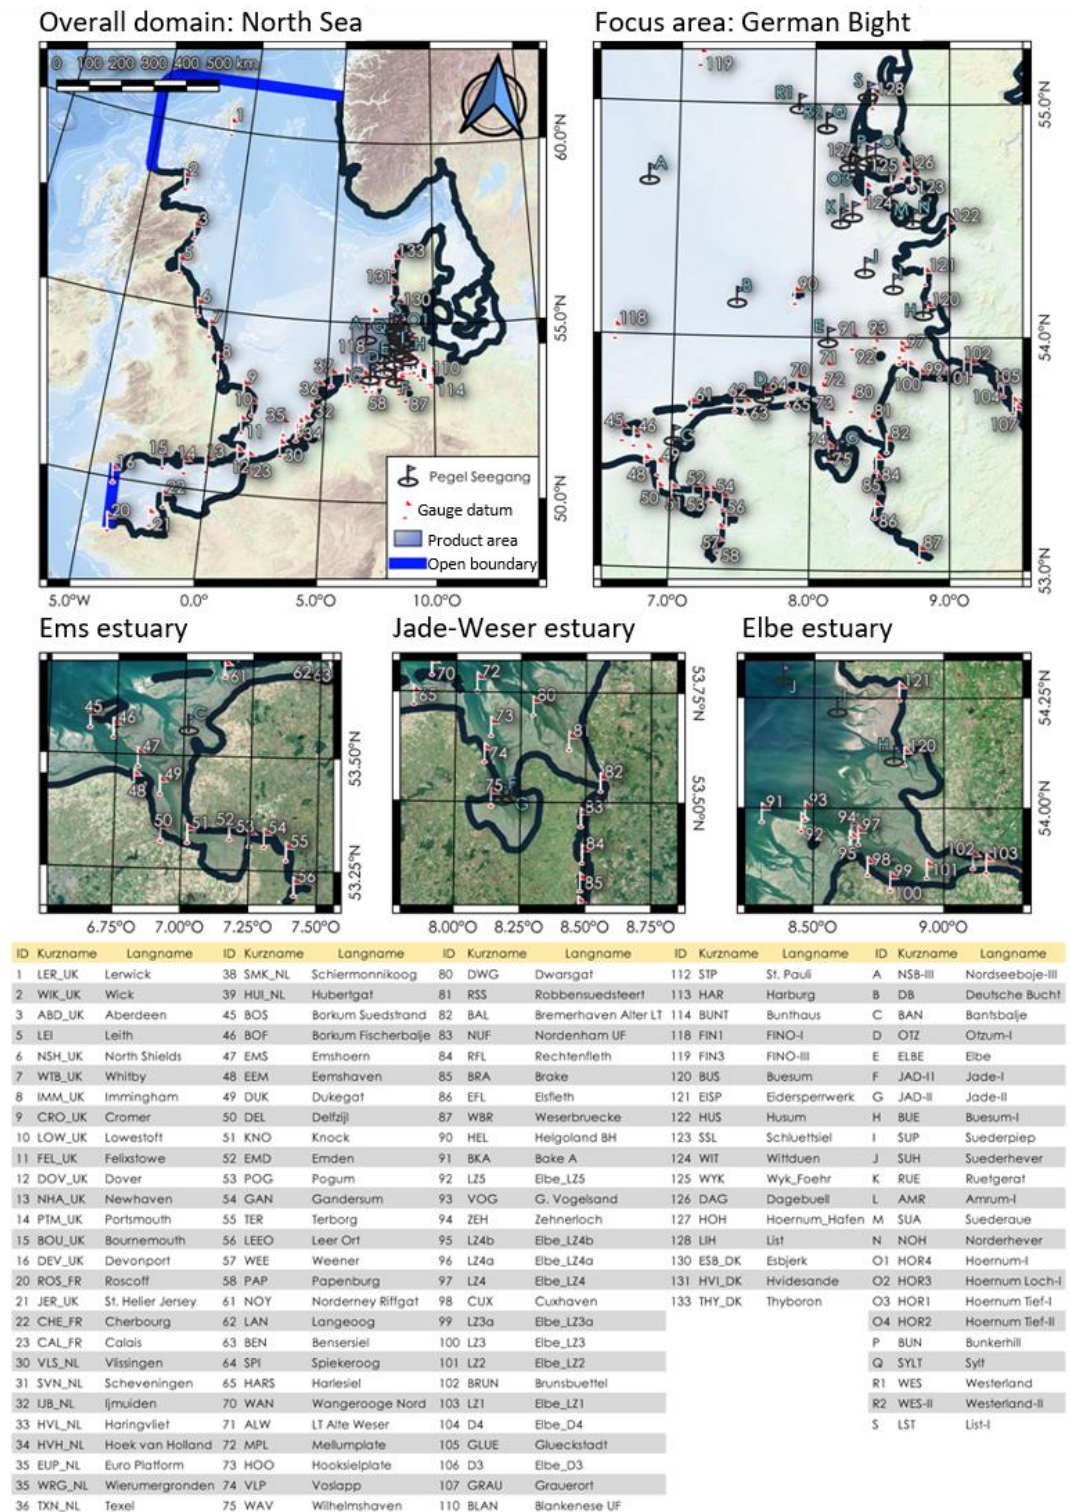 Overall domain: North Sea
Focus area: German Bight
0 100 200 300 400 500 km
Pegel Seegang
Gauge datum
Product area
Open boundary
60.0°N
55.0°N
50.0°N
5.0°W 0.0° 5.0°O 10.0°O
55.0°N
54.0°N
53.0°N
7.0°O 8.0°O 9.0°O
Ems estuary
Jade-Weser estuary
Elbe estuary
53.50°N
53.25°N
6.75°O 7.00°O 7.25°O 7.50°O
53.75°N
53.50°N
8.00°O 8.25°O 8.50°O 8.75°O
54.25°N
54.00°N
8.50°O 9.00°O
ID Kurzname Langname ID Kurzname Langname ID Kurzname Langname ID Kurzname Langname ID Kurzname Langname
1 LER_UK Lerwick 38 SMK_NL Schiermonnikoog 80 DWG Dwarsgat 112 STP St. Pauli A NSB-III Nordseeboje-III
2 WIK_UK Wick 39 HUI_NL Hubertgat 81 RSS Robbensuedsteert 113 HAR Harburg B DB Deutsche Bucht
3 ABD_UK Aberdeen 45 BOS Borkum Suedstrand 82 BAL Bremerhaven Alter LT 114 BUNT Bunthaus C BAN Bantsbalje
5 LEI Leith 46 BOF Borkum Fischerbalje 83 NUF Nordenham UF 118 FIN1 FINO-I D OTZ Otzum-I
6 NSH_UK North Shields 47 EMS Emshoern 84 RFL Rechtenfleth 119 FIN3 FINO-III E ELBE Elbe
7 WTB_UK Whitby 48 EEM Eemshaven 85 BRA Brake 120 BUS Buesum F JAD-I1 Jade-I
8 IMM_UK Immingham 49 DUK Dukegat 86 EFL Elsfleth 121 EISP Eidersperrwerk G JAD-II Jade-II
9 CRO_UK Cromer 50 DEL Delfzijl 87 WBR Weserbruecke 122 HUS Husum H BUE Buesum-I
10 LOW_UK Lowestoft 51 KNO Knock 90 HEL Helgoland BH 123 SSL Schluettsiel I SUP Suederpiep
11 FEL_UK Felixstowe 52 EMD Emden 91 BKA Bake A 124 WIT Wittduen J SUH Suederhever
12 DOV_UK Dover 53 POG Pogum 92 LZ5 Elbe_LZ5 125 WYK Wyk_Foehr K RUE Ruetgerat
13 NHA_UK Newhaven 54 GAN Gandersum 93 VOG G. Vogelsand 126 DAG Dagebuell L AMR Amrum-I
14 PTM_UK Portsmouth 55 TER Terborg 94 ZEH Zehnerloch 127 HOH Hoernum_Hafen M SUA Suederaue
15 BOU_UK Bournemouth 56 LEEO Leer Ort 95 LZ4b Elbe_LZ4b 128 LIH List N NOH Norderhever
16 DEV_UK Devonport 57 WEE Weener 96 LZ4a Elbe_LZ4a 130 ESB_DK Esbjerk O1 HOR4 Hoernum-I
20 ROS_FR Roscoff 58 PAP Papenburg 97 LZ4 Elbe_LZ4 131 HVI_DK Hvidesande O2 HOR3 Hoernum Loch-I
21 JER_UK St. Helier Jersey 61 NOY Norderney Riffgat 98 CUX Cuxhaven 133 THY_DK Thyboron O3 HOR1 Hoernum Tief-I
22 CHE_FR Cherbourg 62 LAN Langeoog 99 LZ3a Elbe_LZ3a O4 HOR2 Hoernum Tief-II
23 CAL_FR Calais 63 BEN Bensersiel 100 LZ3 Elbe_LZ3 P BUN Bunkerhill
30 VLS_NL Vlissingen 64 SPI Spiekeroog 101 LZ2 Elbe_LZ2 Q SYLT Sylt
31 SVN_NL Scheveningen 65 HARS Harlesiel 102 BRUN Brunsbuettel R1 WES Westerland
32 IJB_NL Ijmuiden 70 WAN Wangerooge Nord 103 LZ1 Elbe_LZ1 R2 WES-II Westerland-II
33 HVL_NL Haringvliet 71 ALW LT Alte Weser 104 D4 Elbe_D4 S LST List-I
34 HVH_NL Hoek van Holland 72 MPL Mellumplate 105 GLUE Glueckstadt
35 EUP_NL Euro Platform 73 HOO Hooksielplate 106 D3 Elbe_D3
35 WRG_NL Wierumergronden 74 VLP Voslapp 107 GRAU Grauerort
36 TXN_NL Texel 75 WAV Wilhelmshaven 110 BLAN Blankenese UF